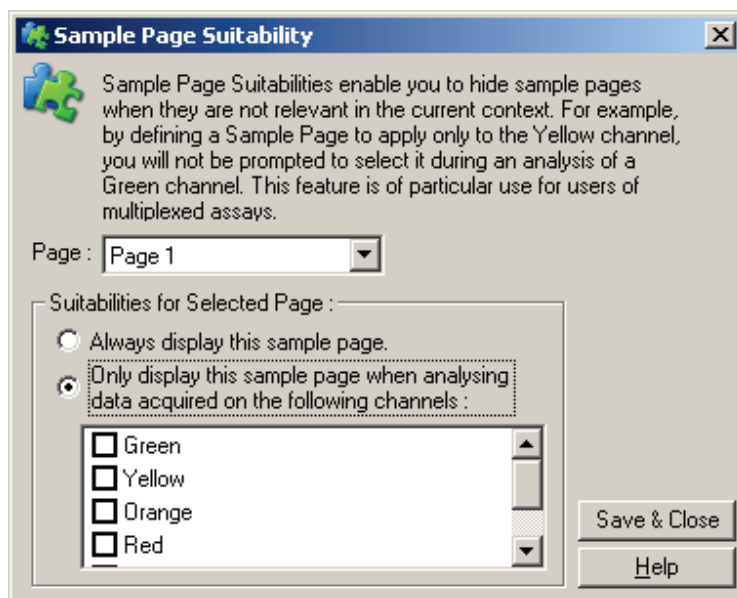 Sample Page Suitability
Sample Page Suitabilities enable you to hide sample pages
when they are not relevant in the current context. For example,
by defining a Sample Page to apply only to the Yellow channel,
you will not be prompted to select it during an analysis of a
Green channel. This feature is of particular use for users of
multiplexed assays.
Page : Page 1
Suitabilities for Selected Page :
Always display this sample page.
Only display this sample page when analysing
data acquired on the following channels :
Green
Yellow
Orange
Red
Save & Close
Help